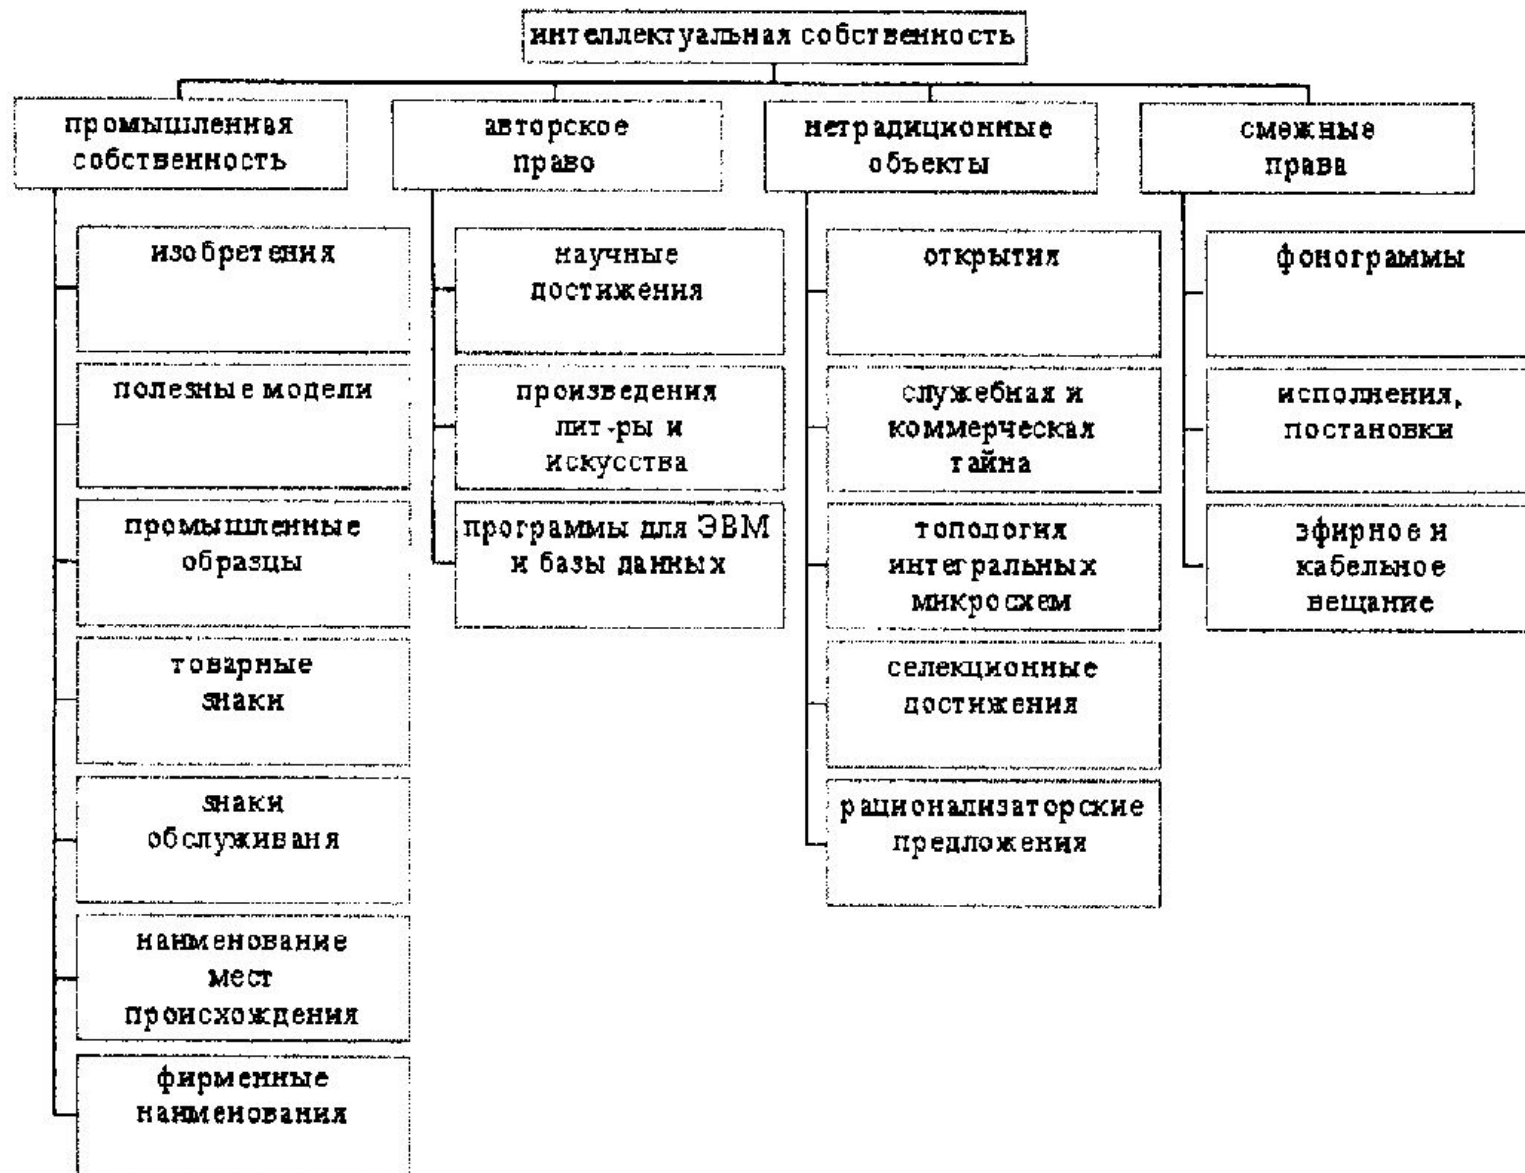 интеллектуальная собственность
промышленная
собственность
авторское
право
нетрадиционные
объекты
смежные
права
изобретения
полезные модели
промышленные
образцы
товарные
знаки
знаки
обслуживаня
наименование
мест
происхождения
фирменные
наименования
научные
достижения
произведения
лит-ры и
искусства
программы для ЭВМ
и базы данных
открытия
служебная и
коммерческая
тайна
топология
интегральных
микросхем
селекционные
достижения
рационализаторские
предложения
фонограммы
исполнения,
постановки
эфирное и
кабельное
вещание